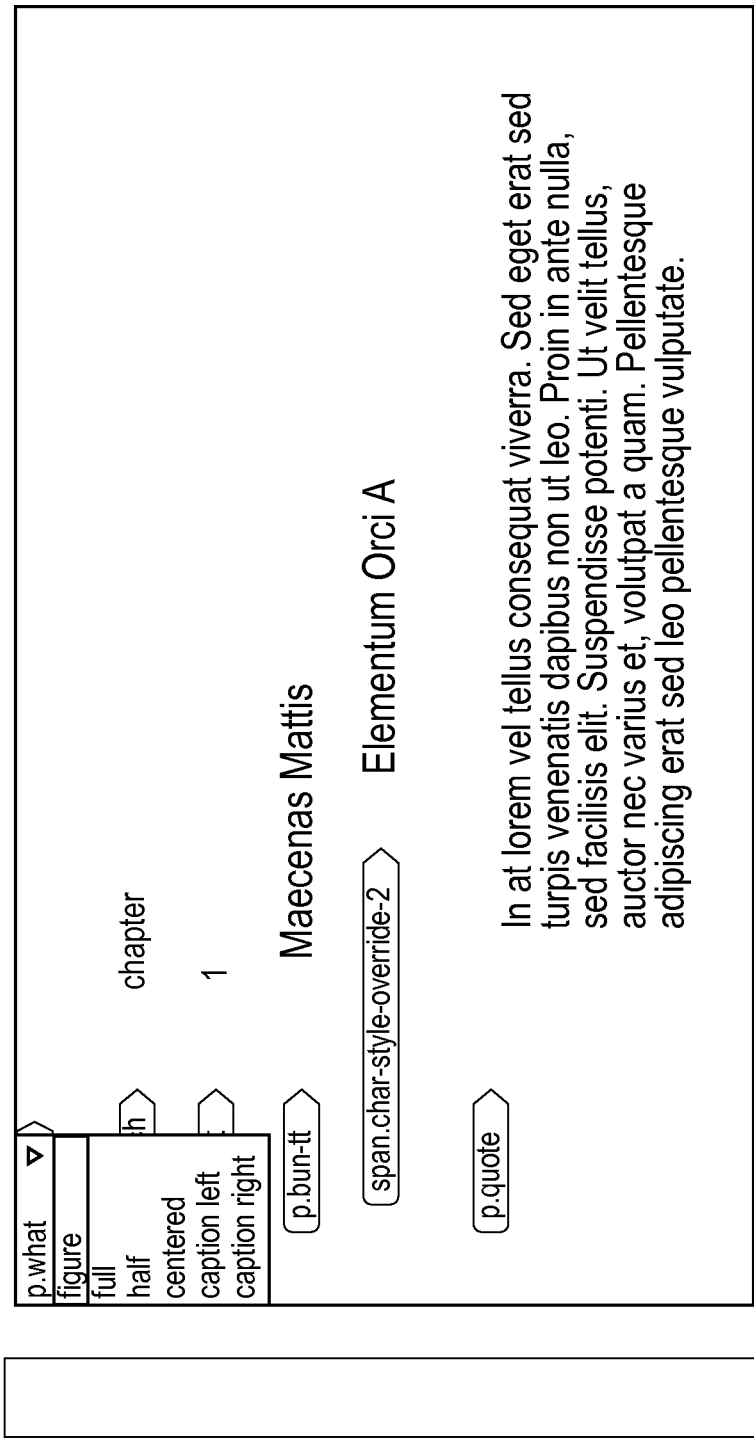 p.what
figure
full
half
centered
caption left
caption right
chapter
1
p.bun-tt
Maecenas Mattis
span.char-style-override-2
Elementum Orci A
p.quote
In at lorem vel tellus consequat viverra. Sed eget erat sed
turpis venenatis dapibus non ut leo. Proin in ante nulla,
sed facilisis elit. Suspendisse potenti. Ut velit tellus,
auctor nec varius et, volutpat a quam. Pellentesque
adipiscing erat sed leo pellentesque vulputate.